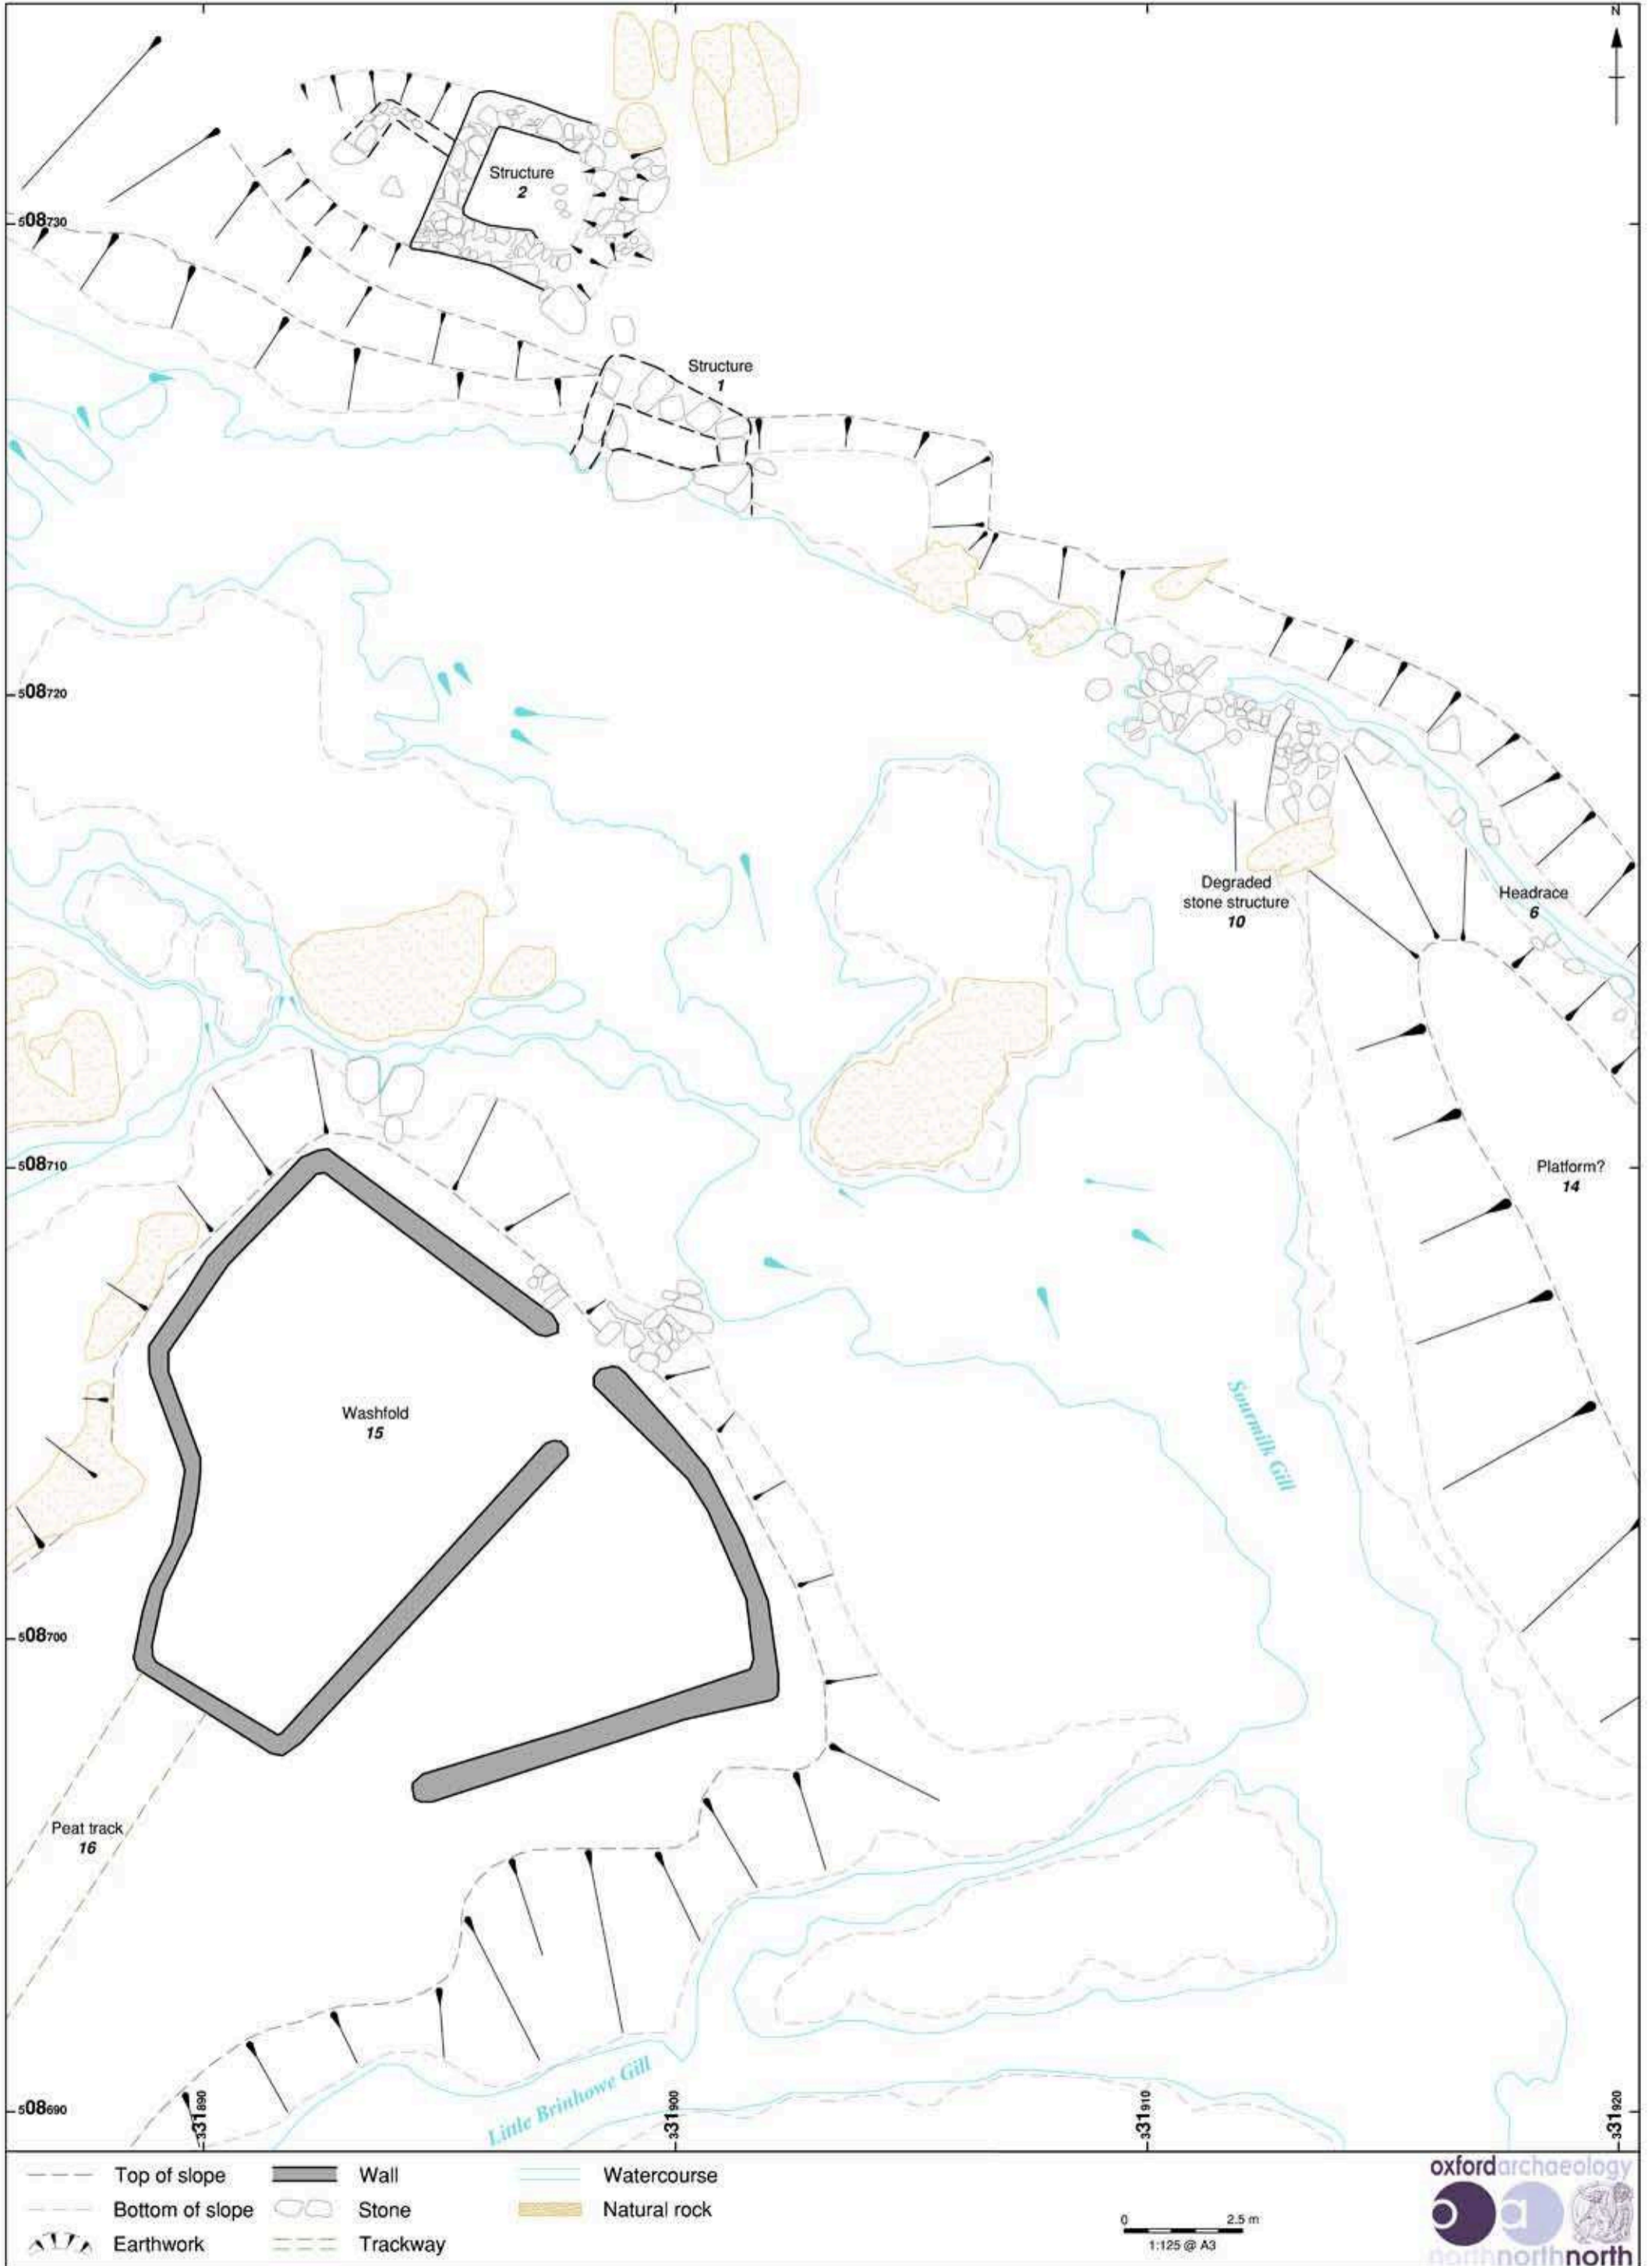 N
Structure
2
508730
Structure
1
508720
Degraded
stone structure
10
Headrace
6
508710
Platform?
14
Washfold
15
Sourmilk Gill
508700
Peat track
16
508690
331890
331900
331910
331920
Little Brinhowe Gill
Top of slope
Wall
Watercourse
Bottom of slope
Stone
Natural rock
Earthwork
Trackway
0 2.5 m
1:125 @ A3
oxfordarchaeology
oa
northnorthnorth